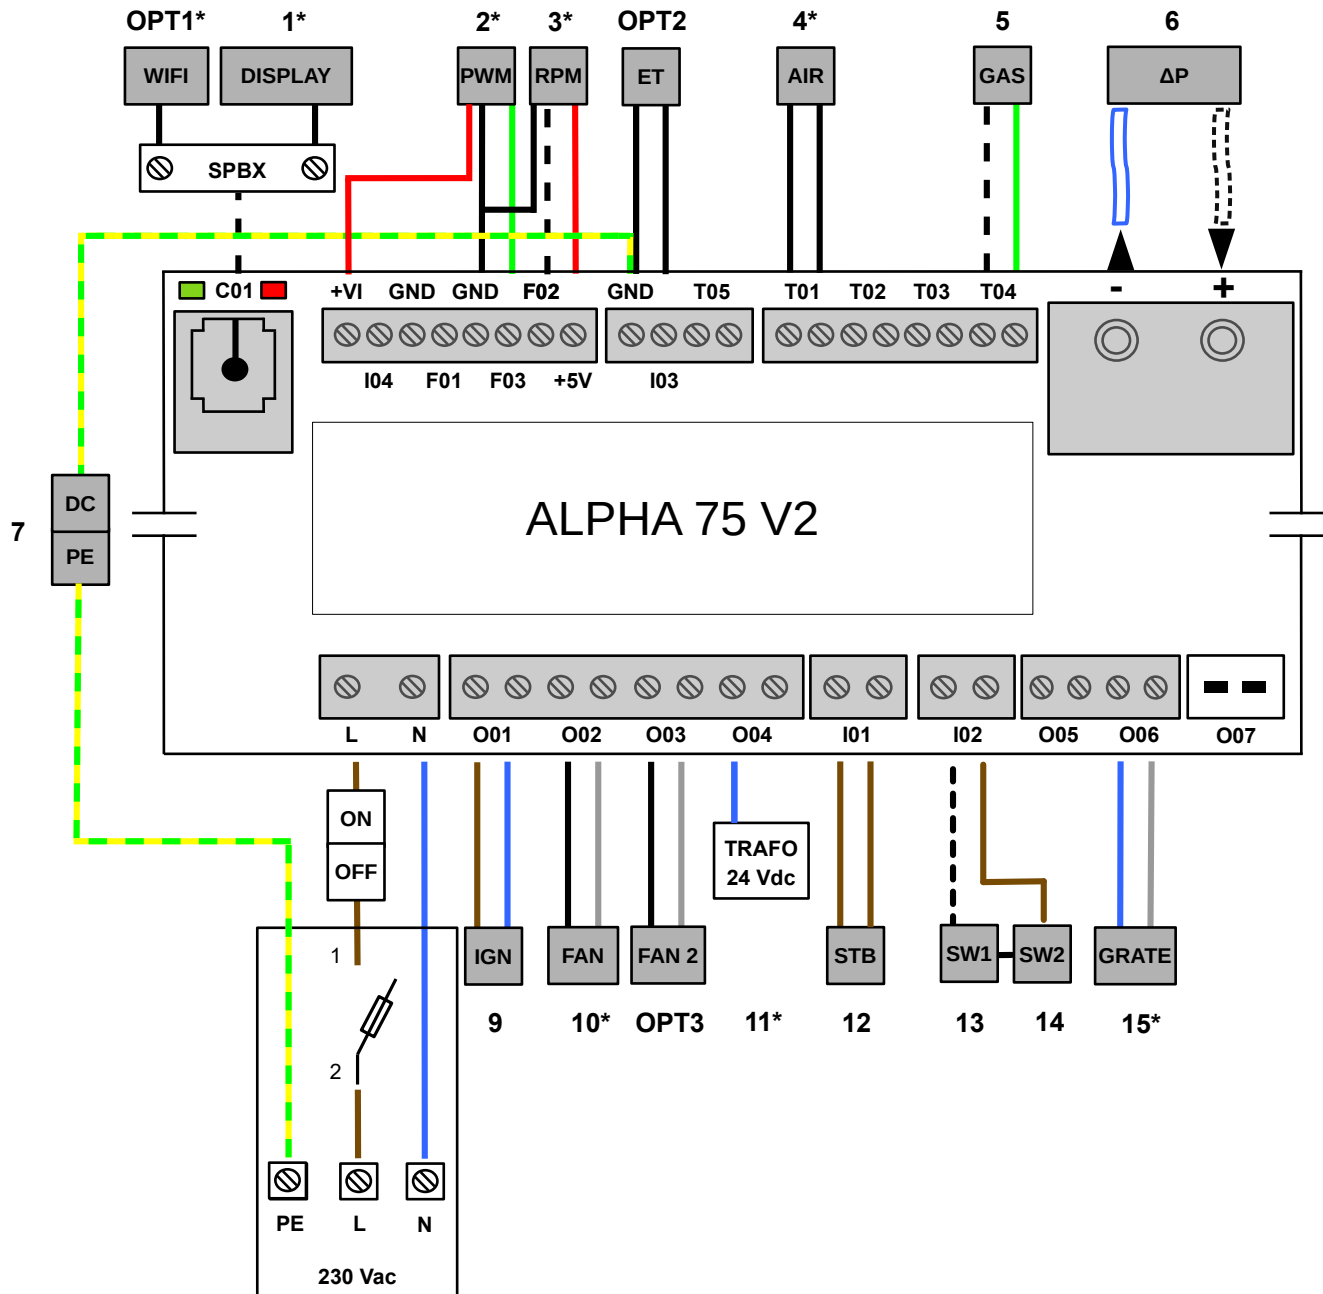 OPT1* 1* 2* 3* OPT2 4* 5 6
WIFI DISPLAY PWM RPM ET AIR GAS ΔP
SPBX
C01 +VI GND GND F02 GND T05 T01 T02 T03 T04 - +
I04 F01 F03 +5V I03
ALPHA 75 V2
7
DC
PE
L N O01 O02 O03 O04 I01 I02 O05 O06 O07
ON
OFF
TRAFO
24 Vdc
1
IGN FAN FAN 2 STB SW1 SW2 GRATE
9 10* OPT3 11* 12 13 14 15*
2
PE L N
230 Vac